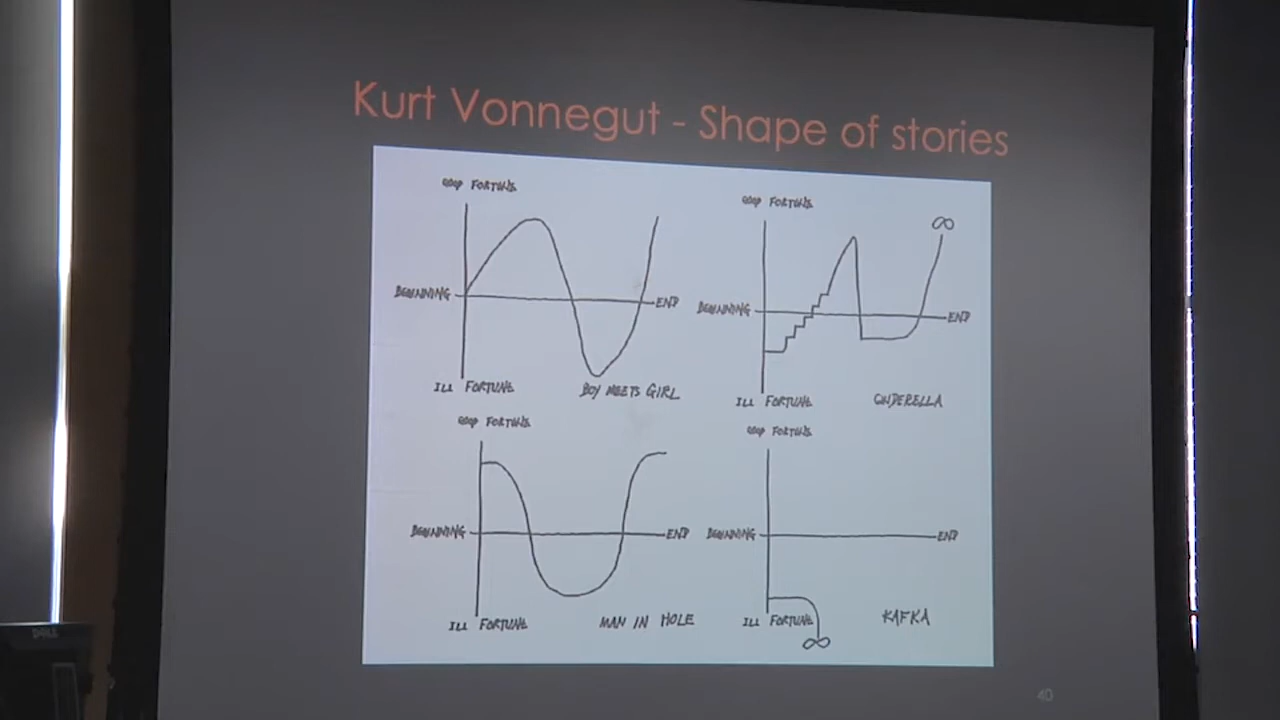 Kurt Vonnegut - Shape of stories
GOOD FORTUNE
BEGINNING
END
ILL FORTUNE
BOY MEETS GIRL
GOOD FORTUNE
BEGINNING
END
ILL FORTUNE
CINDERELLA
∞
GOOD FORTUNE
BEGINNING
END
ILL FORTUNE
MAN IN HOLE
GOOD FORTUNE
BEGINNING
END
ILL FORTUNE
KAFKA
∞
40
DELL